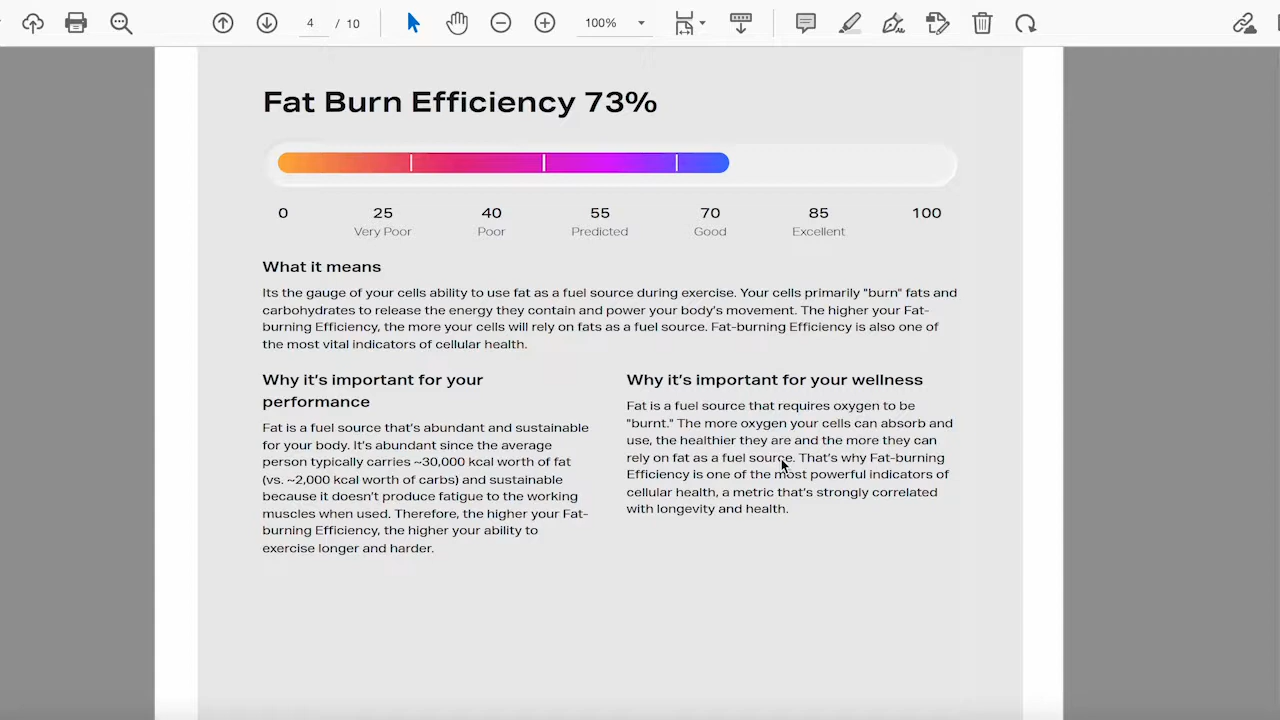 4 / 10
100%
Fat Burn Efficiency 73%
0 25 40 55 70 85 100
Very Poor Poor Predicted Good Excellent
What it means
Its the gauge of your cells ability to use fat as a fuel source during exercise. Your cells primarily "burn" fats and
carbohydrates to release the energy they contain and power your body's movement. The higher your Fat-
burning Efficiency, the more your cells will rely on fats as a fuel source. Fat-burning Efficiency is also one of
the most vital indicators of cellular health.
Why it's important for your
performance
Fat is a fuel source that's abundant and sustainable
for your body. It's abundant since the average
person typically carries ~30,000 kcal worth of fat
(vs. ~2,000 kcal worth of carbs) and sustainable
because it doesn't produce fatigue to the working
muscles when used. Therefore, the higher your Fat-
burning Efficiency, the higher your ability to
exercise longer and harder.
Why it's important for your wellness
Fat is a fuel source that requires oxygen to be
"burnt." The more oxygen your cells can absorb and
use, the healthier they are and the more they can
rely on fat as a fuel source. That's why Fat-burning
Efficiency is one of the most powerful indicators of
cellular health, a metric that's strongly correlated
with longevity and health.